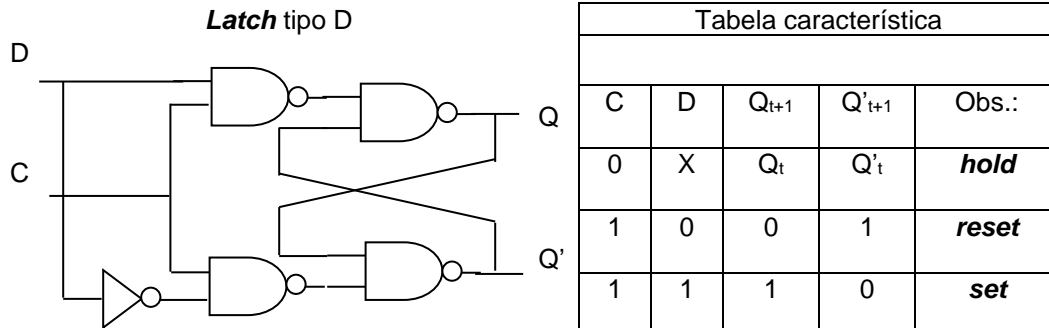 Latch tipo D
D
C
Q
Q'
Tabela característica
C D Qt+1 Q't+1 Obs.:
0 X Qt Q't hold
1 0 0 1 reset
1 1 1 0 set